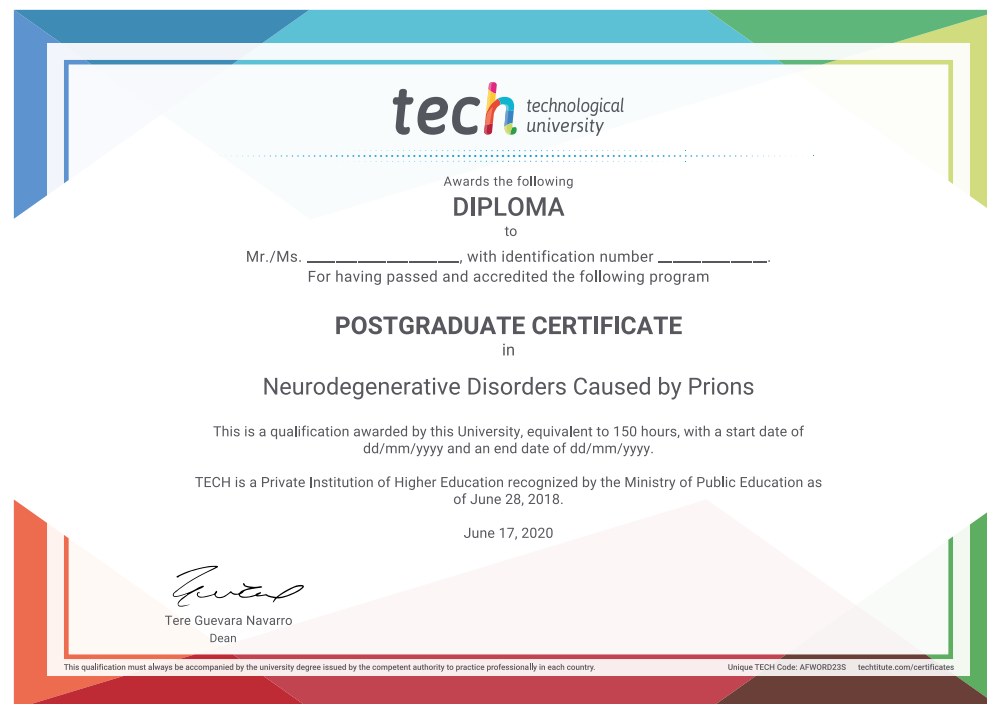 tech technological
university
Awards the following
DIPLOMA
to
Mr./Ms. _______________, with identification number ___________.
For having passed and accredited the following program
POSTGRADUATE CERTIFICATE
in
Neurodegenerative Disorders Caused by Prions
This is a qualification awarded by this University, equivalent to 150 hours, with a start date of
dd/mm/yyyy and an end date of dd/mm/yyyy.
TECH is a Private Institution of Higher Education recognized by the Ministry of Public Education as
of June 28, 2018.
June 17, 2020
Tere Guevara Navarro
Dean
This qualification must always be accompanied by the university degree issued by the competent authority to practice professionally in each country.
Unique TECH Code: AFWORD23S techtitute.com/certificates